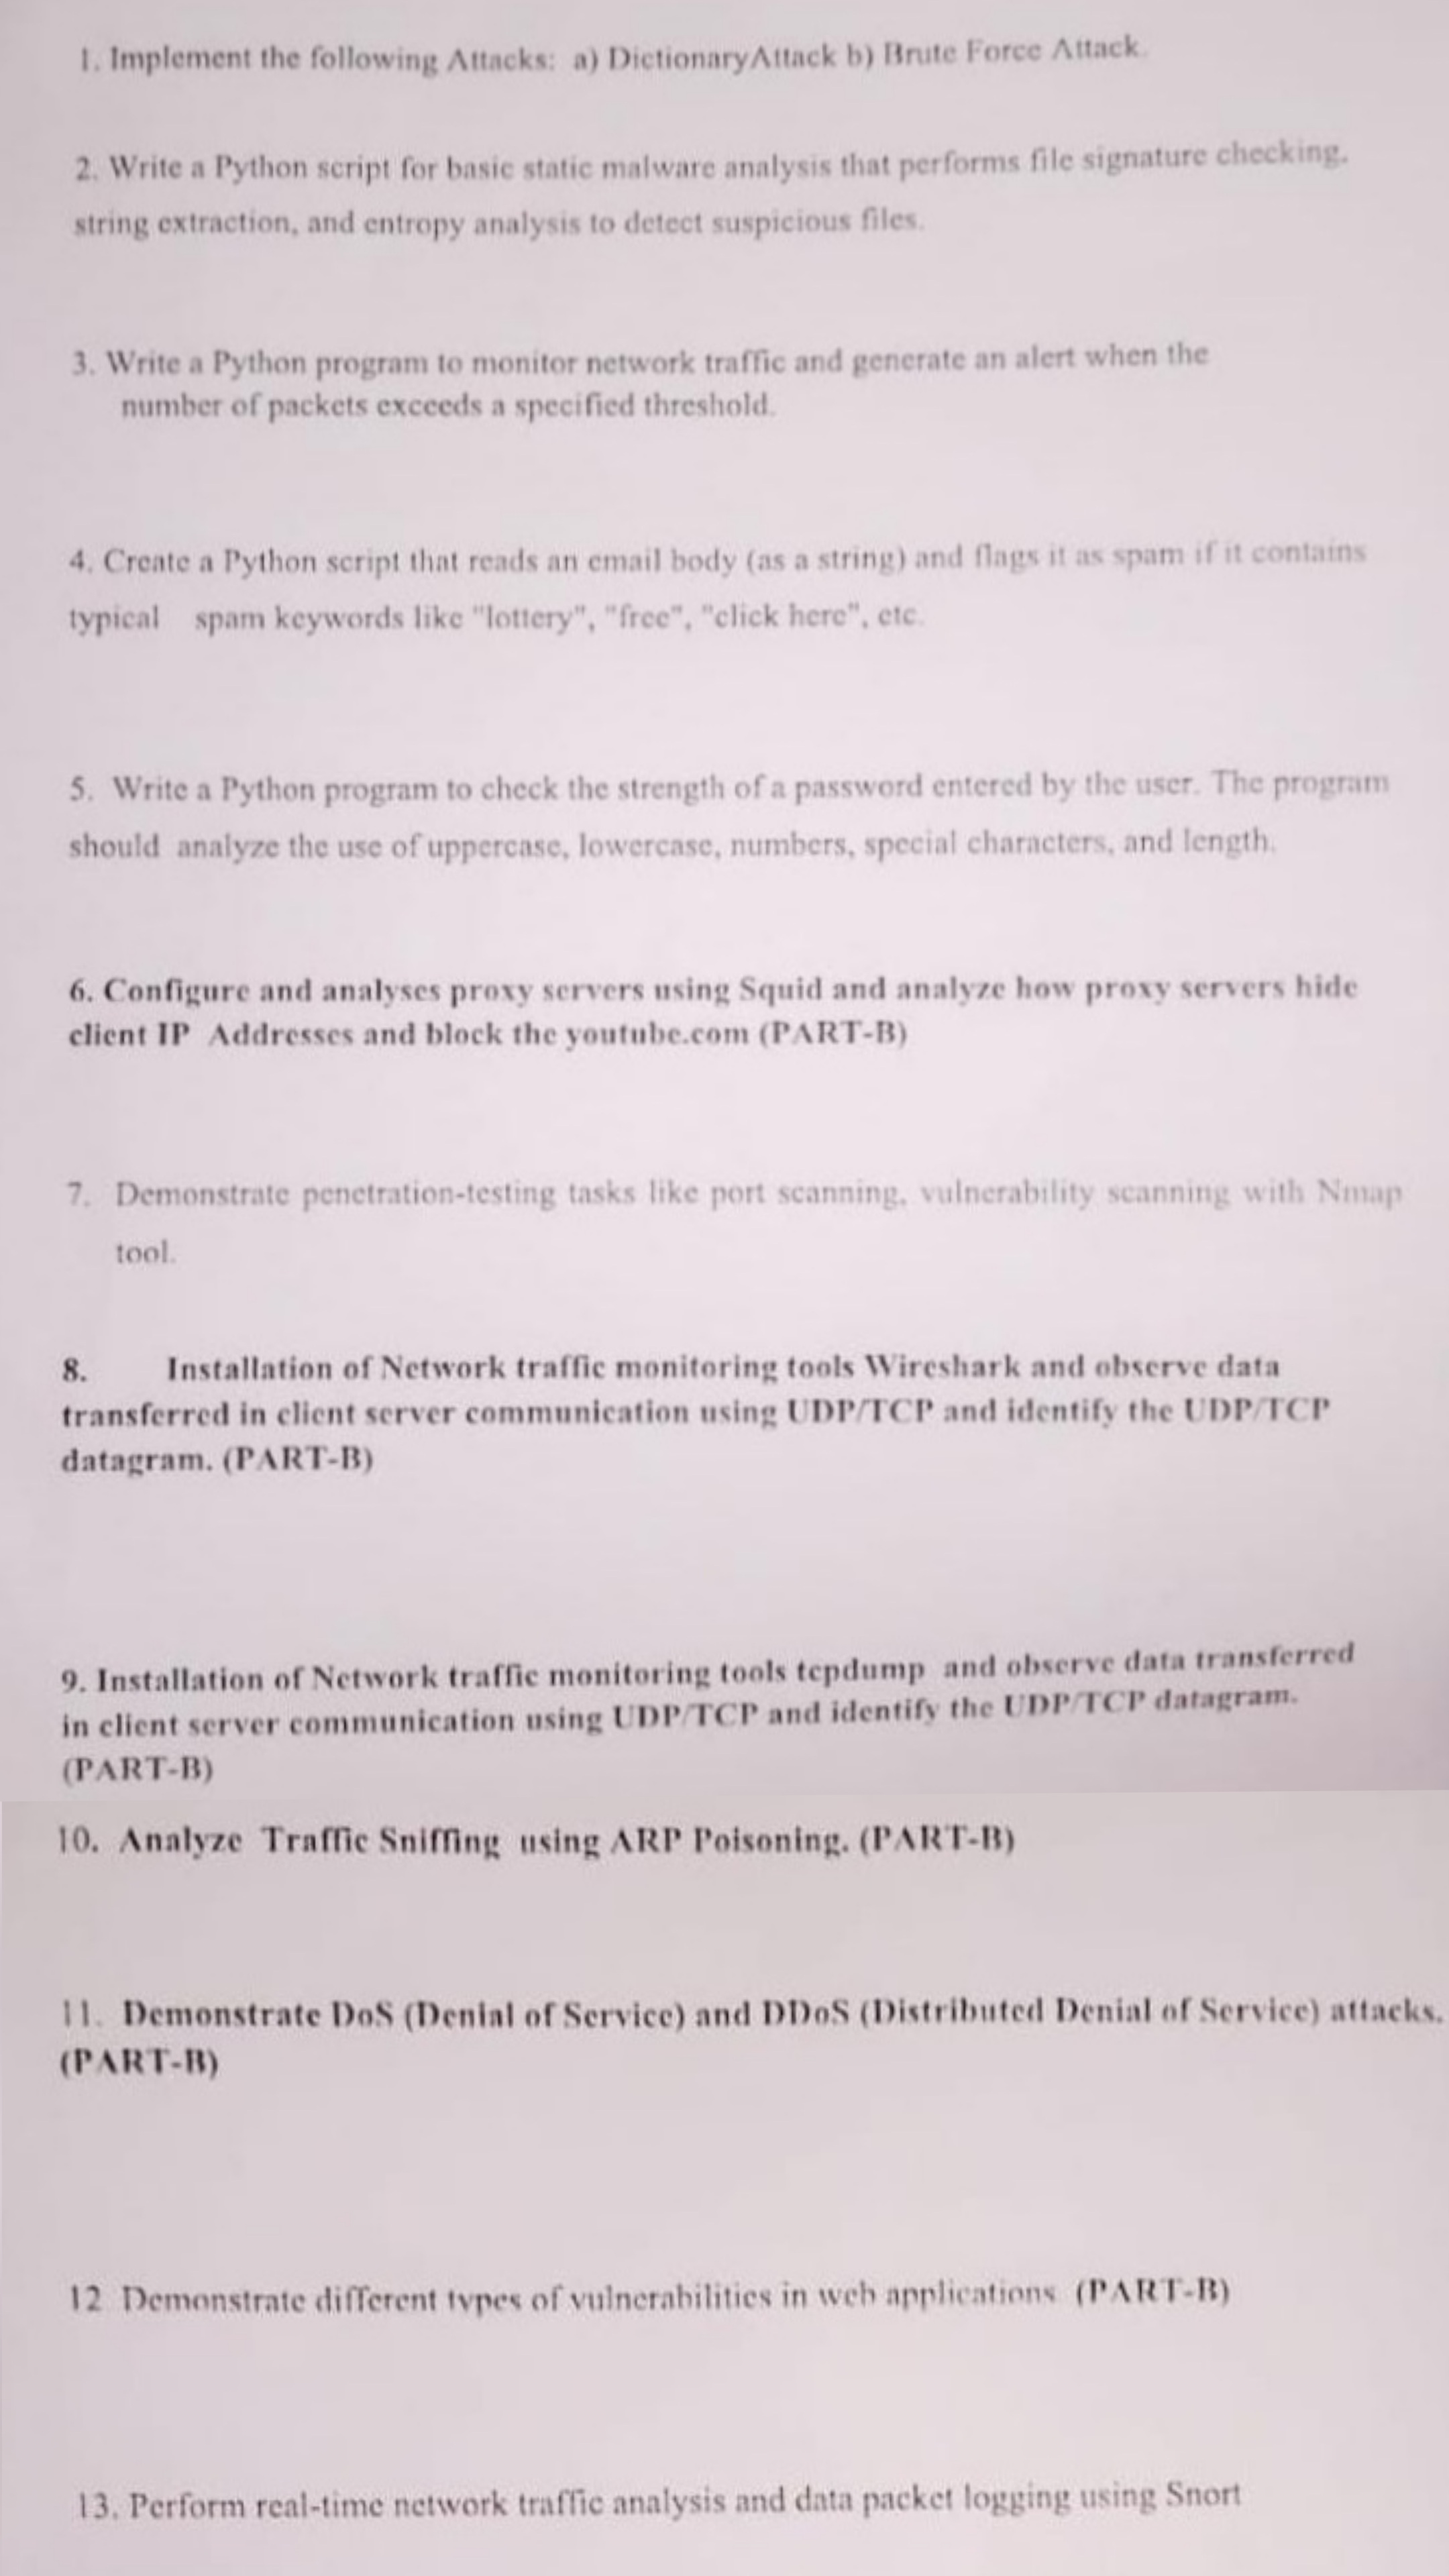 1. Implement the following Attacks: a) DictionaryAttack b) Brute Force Attack.
2. Write a Python script for basic static malware analysis that performs file signature checking,
string extraction, and entropy analysis to detect suspicious files.
3. Write a Python program to monitor network traffic and generate an alert when the
number of packets exceeds a specified threshold.
4. Create a Python script that reads an email body (as a string) and flags it as spam if it contains
typical spam keywords like "lottery", "free", "click here", etc.
5. Write a Python program to check the strength of a password entered by the user. The program
should analyze the use of uppercase, lowercase, numbers, special characters, and length.
6. Configure and analyses proxy servers using Squid and analyze how proxy servers hide
client IP Addresses and block the youtube.com (PART-B)
7. Demonstrate penetration-testing tasks like port scanning, vulnerability scanning with Nmap
tool.
8. Installation of Network traffic monitoring tools Wireshark and observe data
transferred in client server communication using UDP/TCP and identify the UDP/TCP
datagram. (PART-B)
9. Installation of Network traffic monitoring tools tcpdump and observe data transferred
in client server communication using UDP/TCP and identify the UDP/TCP datagram.
(PART-B)
10. Analyze Traffic Sniffing using ARP Poisoning. (PART-B)
11. Demonstrate DoS (Denial of Service) and DDoS (Distributed Denial of Service) attacks.
(PART-B)
12 Demonstrate different types of vulnerabilities in web applications (PART-B)
13. Perform real-time network traffic analysis and data packet logging using Snort